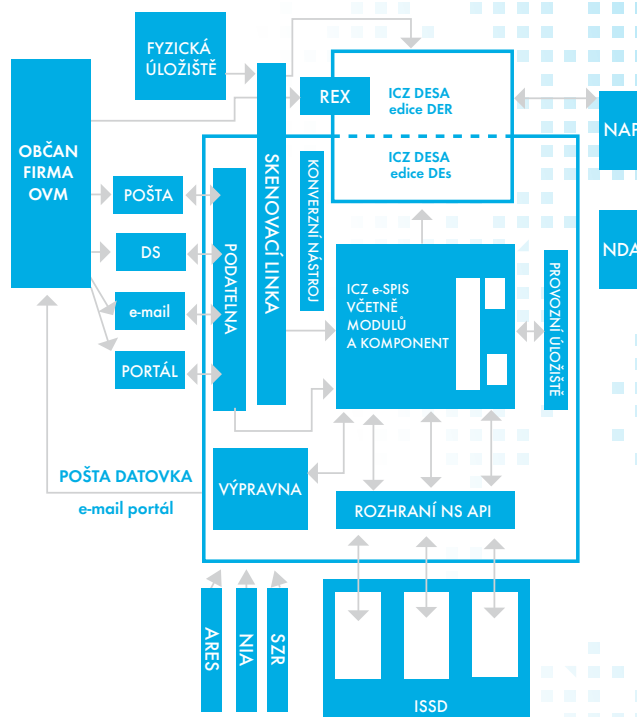 FYZICKÁ
ÚLOŽIŠTĚ
OBČAN
FIRMA
OVM
REX
ICZ DESA
edice DER
ICZ DESA
edice DEs
POŠTA
DS
e-mail
PORTÁL
PODATELNA
SKENOVACÍ LINKA
KONVERZNÍ NÁSTROJ
ICZ e-SPIS
VČETNĚ
MODULŮ
A KOMPONENT
PROVOZNÍ ÚLOŽIŠTĚ
NDA
POŠTA DATOVKA
e-mail portál
VÝPRAVNA
ROZHRANÍ NS API
ARES
NIA
SZR
ISSD